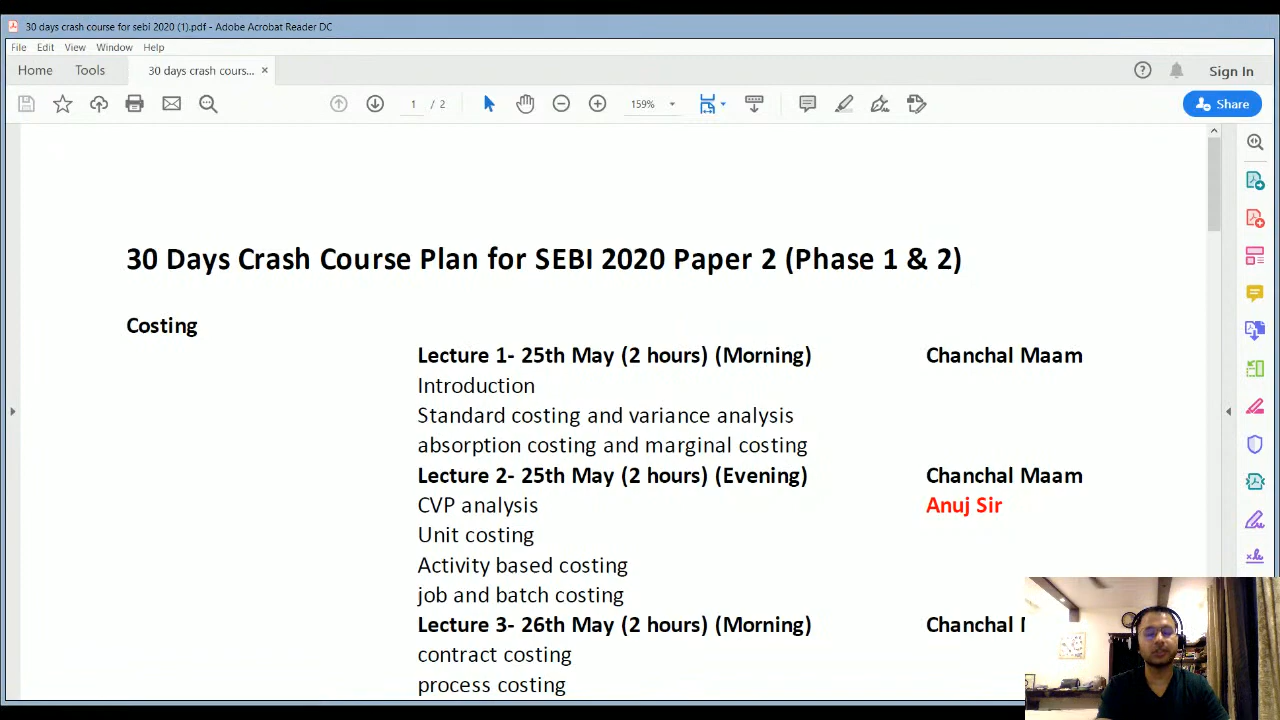 30 days crash course for sebi 2020 (1).pdf - Adobe Acrobat Reader DC
File Edit View Window Help
Home Tools 30 days crash cours... × Sign In
1 / 2 159% Share
30 Days Crash Course Plan for SEBI 2020 Paper 2 (Phase 1 & 2)
Costing
Lecture 1- 25th May (2 hours) (Morning) Chanchal Maam
Introduction
Standard costing and variance analysis
absorption costing and marginal costing
Lecture 2- 25th May (2 hours) (Evening) Chanchal Maam
CVP analysis Anuj Sir
Unit costing
Activity based costing
job and batch costing
Lecture 3- 26th May (2 hours) (Morning) Chanchal
contract costing
process costing